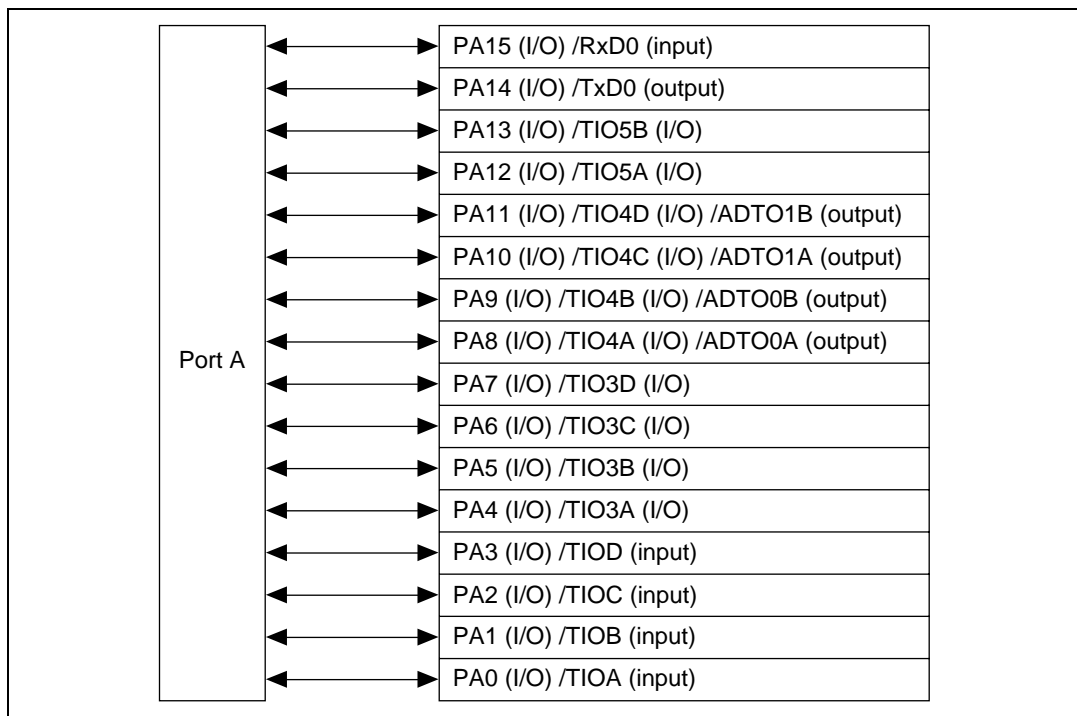 Port A
PA15 (I/O) /RxD0 (input)
PA14 (I/O) /TxD0 (output)
PA13 (I/O) /TIO5B (I/O)
PA12 (I/O) /TIO5A (I/O)
PA11 (I/O) /TIO4D (I/O) /ADTO1B (output)
PA10 (I/O) /TIO4C (I/O) /ADTO1A (output)
PA9 (I/O) /TIO4B (I/O) /ADTO0B (output)
PA8 (I/O) /TIO4A (I/O) /ADTO0A (output)
PA7 (I/O) /TIO3D (I/O)
PA6 (I/O) /TIO3C (I/O)
PA5 (I/O) /TIO3B (I/O)
PA4 (I/O) /TIO3A (I/O)
PA3 (I/O) /TIOD (input)
PA2 (I/O) /TIOC (input)
PA1 (I/O) /TIOB (input)
PA0 (I/O) /TIOA (input)